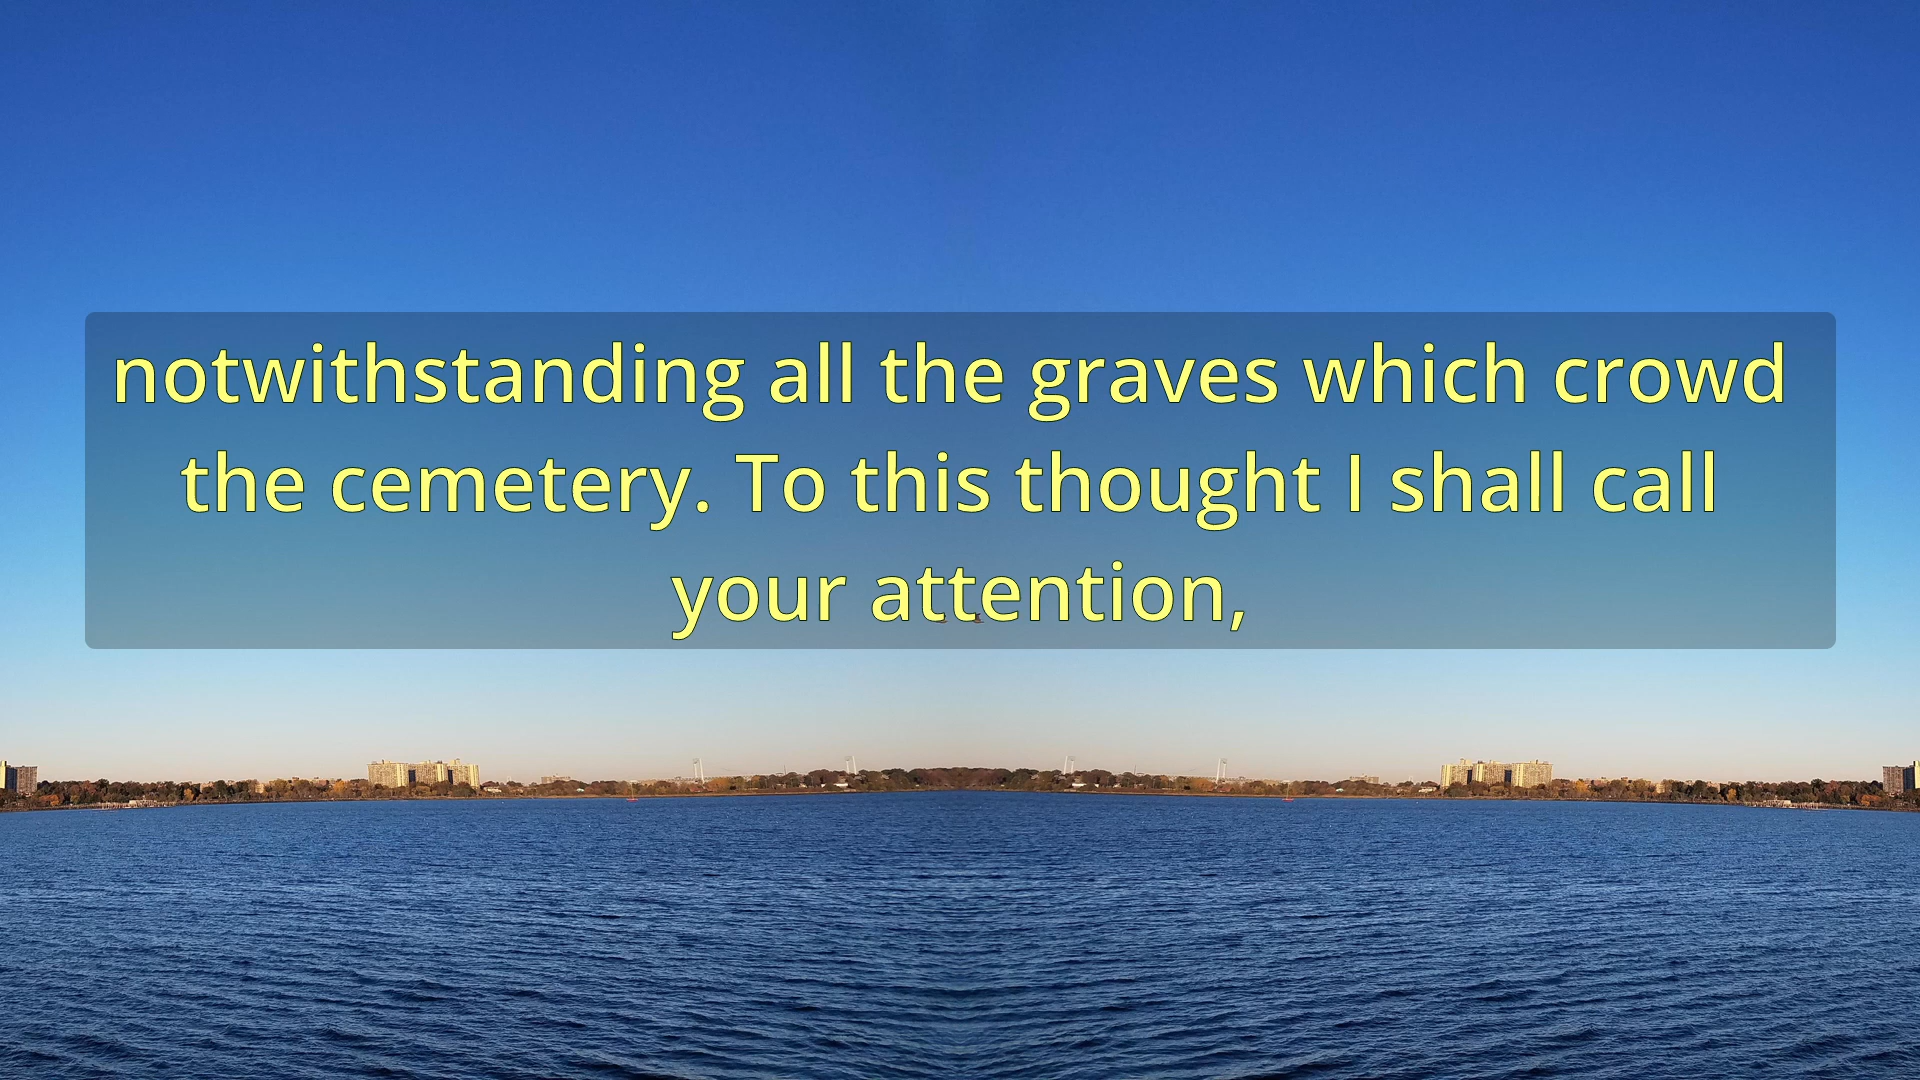 notwithstanding all the graves which crowd
the cemetery. To this thought I shall call
your attention,